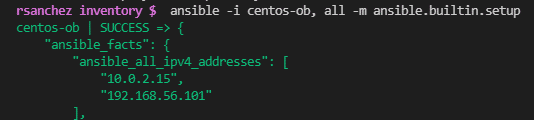 rsanchez inventory $ ansible -i centos-ob, all -m ansible.builtin.setup
centos-ob | SUCCESS => {
"ansible_facts": {
"ansible_all_ipv4_addresses": [
"10.0.2.15",
"192.168.56.101"
],